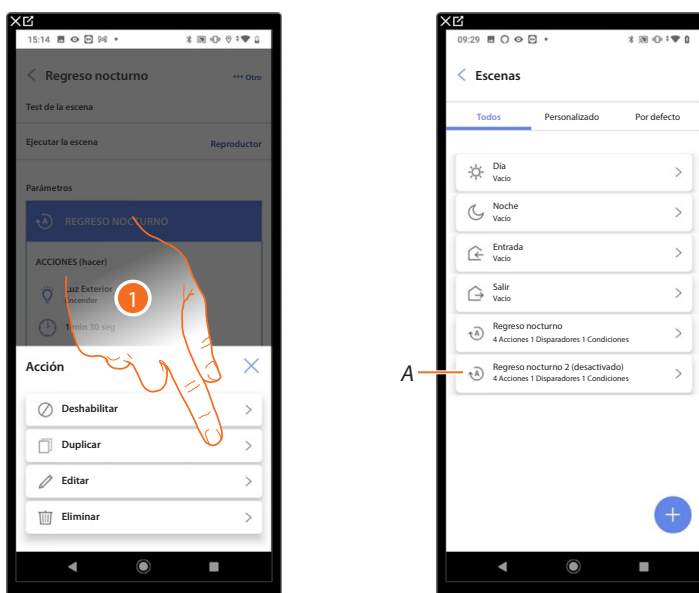 15:14
Regreso nocturno
••• Otro
Test de la escena
Ejecutar la escena
Reproductor
Parámetros
REGRESO NOCTURNO
ACCIONES (hacer)
Luz Exterior
Encender
1 min 30 seg
1
Acción
Deshabilitar
Duplicar
Editar
Eliminar
09:29
Escenas
Todos
Personalizado
Por defecto
Día
Vacío
Noche
Vacío
Entrada
Vacío
Salir
Vacío
Regreso nocturno
4 Acciones 1 Disparadores 1 Condiciones
A
Regreso nocturno 2 (desactivado)
4 Acciones 1 Disparadores 1 Condiciones